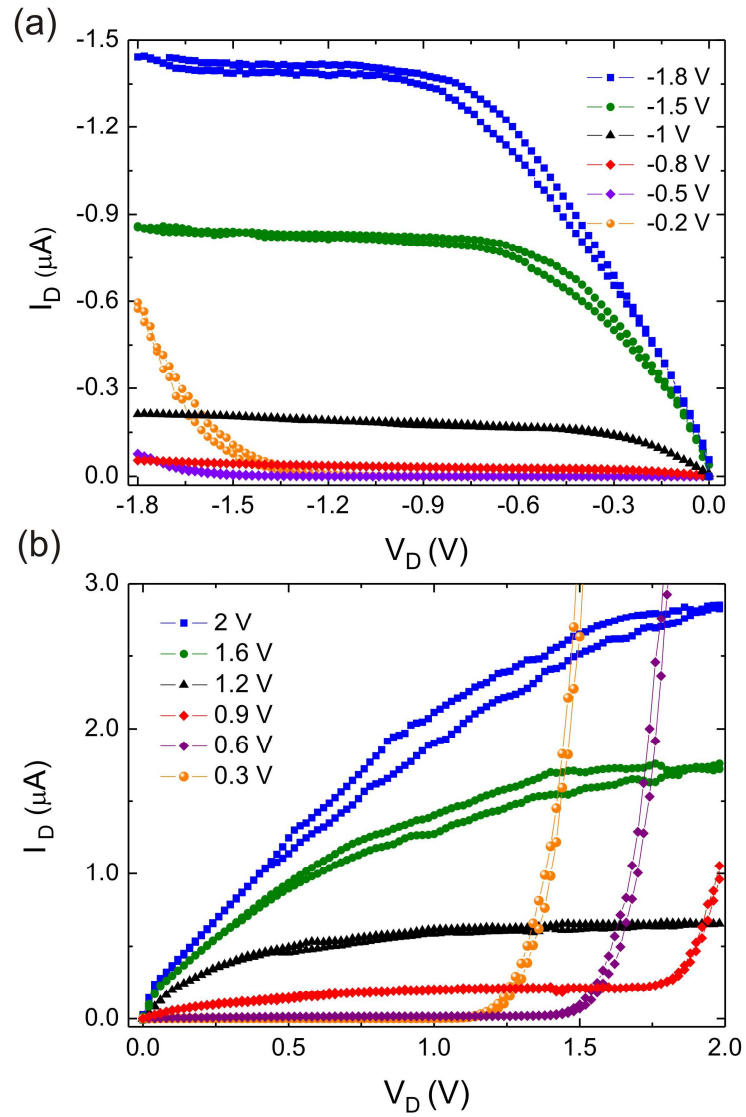 (a)
-1.5
-1.2
-0.9
-0.6
-0.3
0.0
I_D (μA)
-1.8 V
-1.5 V
-1 V
-0.8 V
-0.5 V
-0.2 V
-1.8 -1.5 -1.2 -0.9 -0.6 -0.3 0.0
V_D (V)
(b)
3.0
2.0
1.0
0.0
I_D (μA)
2 V
1.6 V
1.2 V
0.9 V
0.6 V
0.3 V
0.0 0.5 1.0 1.5 2.0
V_D (V)